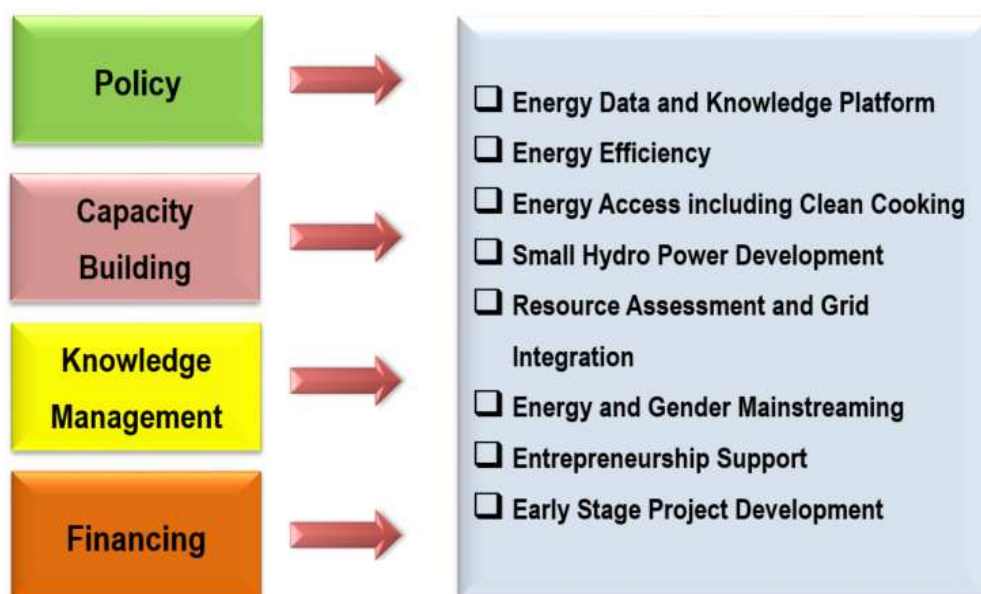 Policy
Capacity
Building
Knowledge
Management
Financing
Energy Data and Knowledge Platform
Energy Efficiency
Energy Access including Clean Cooking
Small Hydro Power Development
Resource Assessment and Grid
Integration
Energy and Gender Mainstreaming
Entrepreneurship Support
Early Stage Project Development